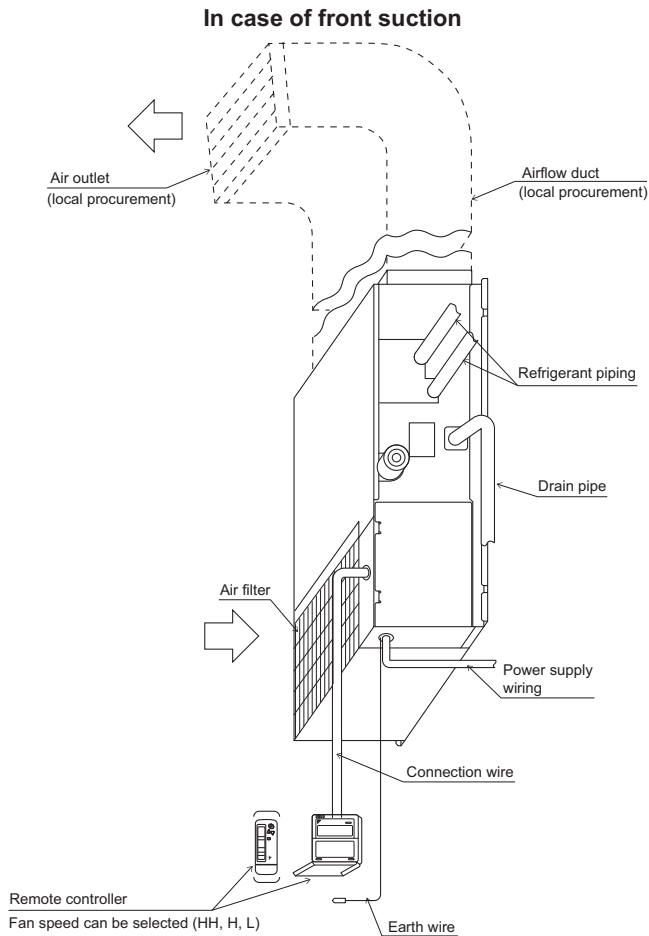 In case of front suction
Air outlet
(local procurement)
Airflow duct
(local procurement)
Refrigerant piping
Drain pipe
Air filter
Power supply
wiring
Connection wire
Remote controller
Fan speed can be selected (HH, H, L)
Earth wire